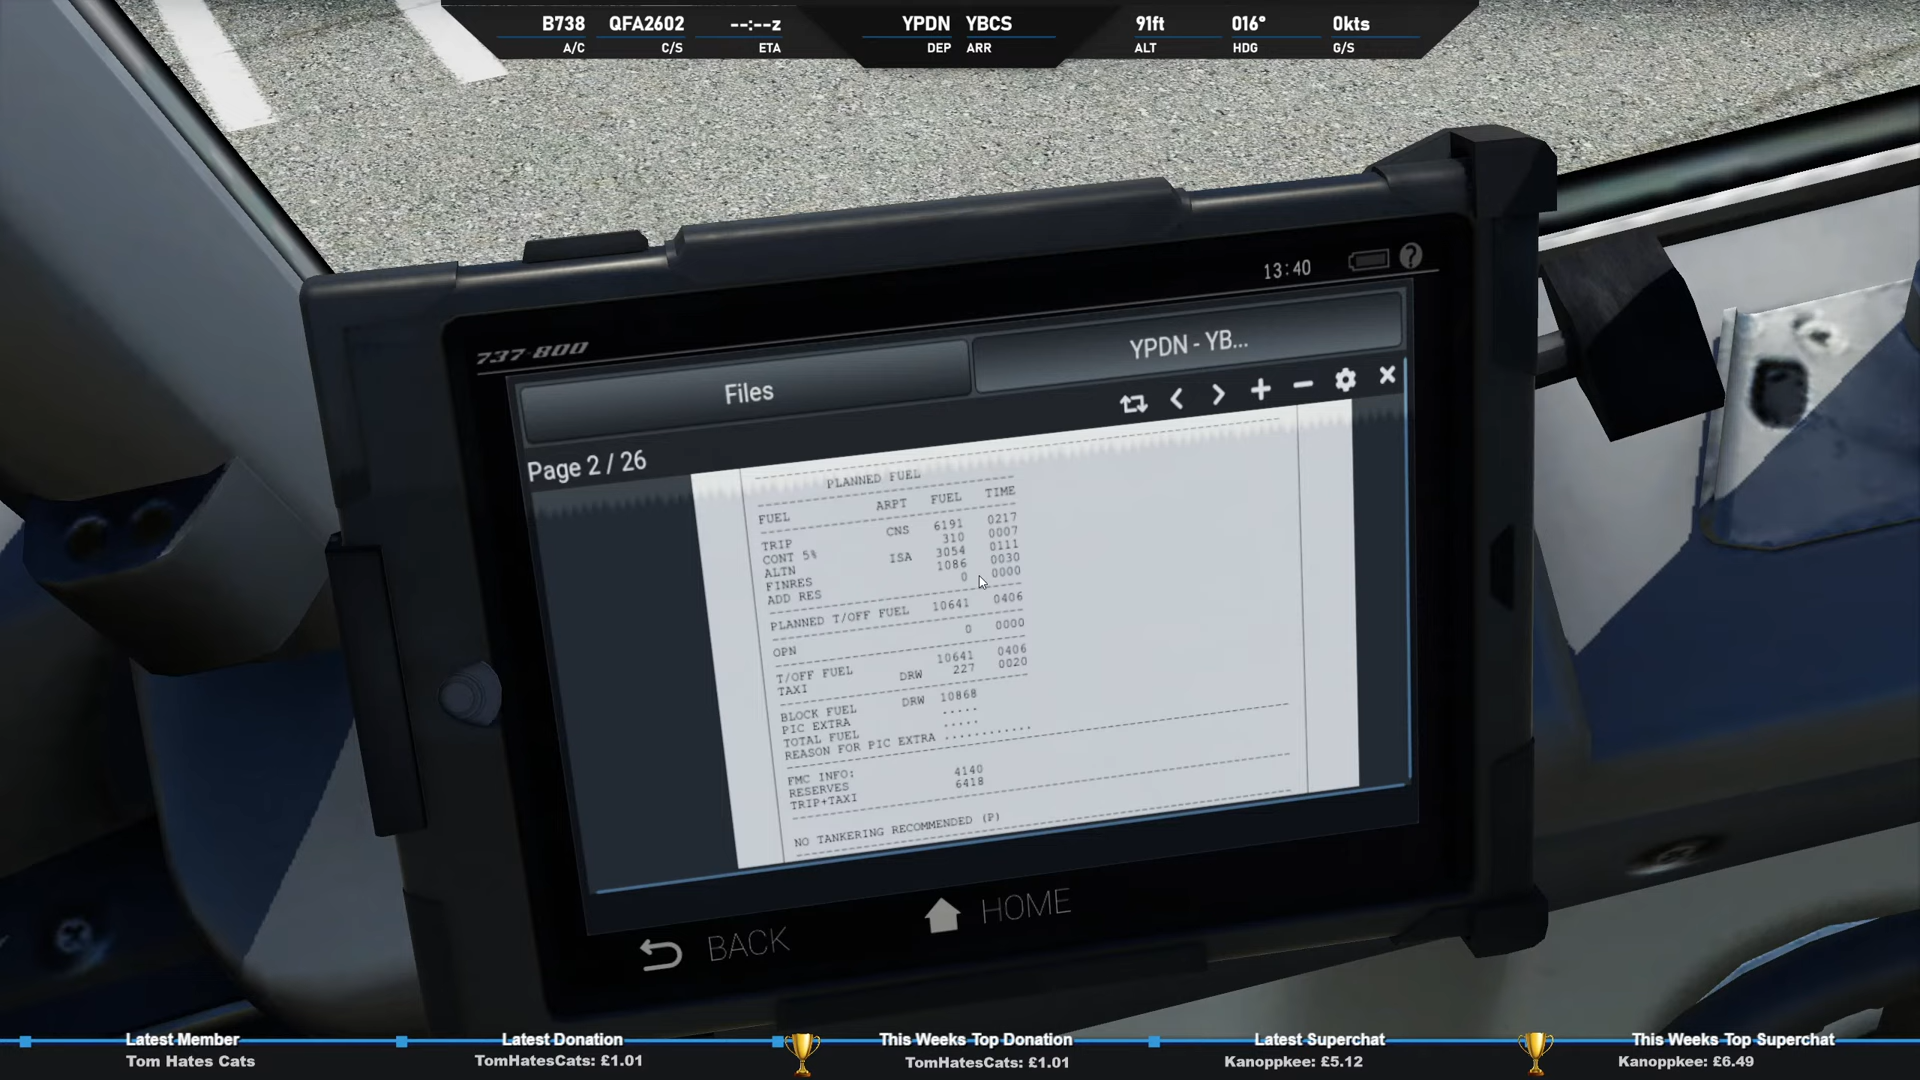 B738 QFA2602 --:--z YPDN YBCS 91ft 016° 0kts
A/C C/S ETA DEP ARR ALT HDG G/S
13:40 ?
737-800
Files YPDN - YB...
Page 2 / 26
PLANNED FUEL
FUEL ARPT FUEL TIME
TRIP CNS 6191 0217
CONT 5% 310 0007
ALTN ISA 3054 0111
FINRES 1086 0030
ADD RES 0 0000
PLANNED T/OFF FUEL 10641 0406
OPN 0 0000
T/OFF FUEL 10641 0406
TAXI DRW 227 0020
BLOCK FUEL DRW 10868
PIC EXTRA .....
TOTAL FUEL .....
REASON FOR PIC EXTRA ............
FMC INFO:
RESERVES 4140
TRIP+TAXI 6418
NO TANKERING RECOMMENDED (P)
BACK HOME
Latest Member Latest Donation This Weeks Top Donation Latest Superchat This Weeks Top Superchat
Tom Hates Cats TomHatesCats: £1.01 TomHatesCats: £1.01 Kanoppkee: £5.12 Kanoppkee: £6.49